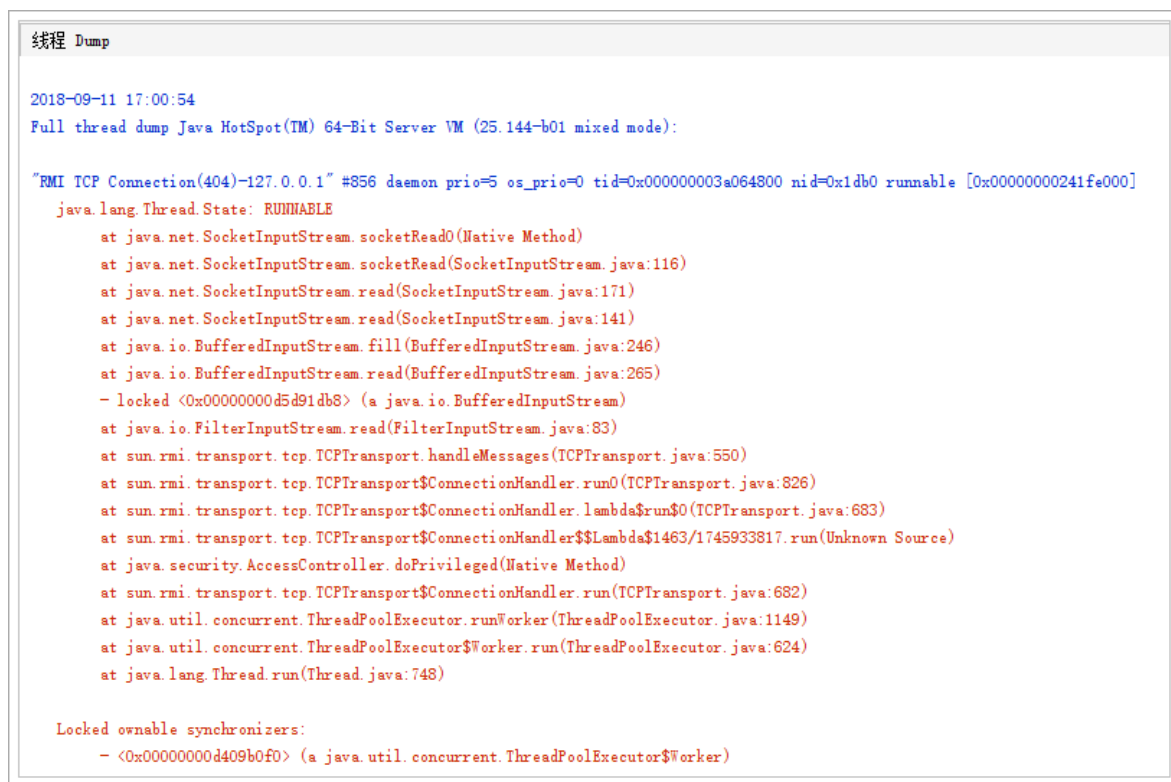 线程 Dump
2018-09-11 17:00:54
Full thread dump Java HotSpot(TM) 64-Bit Server VM (25.144-b01 mixed mode):
"RMI TCP Connection(404)-127.0.0.1" #856 daemon prio=5 os_prio=0 tid=0x000000003a064800 nid=0x1db0 runnable [0x00000000241fe000]
java.lang.Thread.State: RUNNABLE
at java.net.SocketInputStream.socketRead0(Native Method)
at java.net.SocketInputStream.socketRead(SocketInputStream.java:116)
at java.net.SocketInputStream.read(SocketInputStream.java:171)
at java.net.SocketInputStream.read(SocketInputStream.java:141)
at java.io.BufferedInputStream.fill(BufferedInputStream.java:246)
at java.io.BufferedInputStream.read(BufferedInputStream.java:265)
- locked <0x00000000d5d91db8> (a java.io.BufferedInputStream)
at java.io.FilterInputStream.read(FilterInputStream.java:83)
at sun.rmi.transport.tcp.TCPTransport.handleMessages(TCPTransport.java:550)
at sun.rmi.transport.tcp.TCPTransport$ConnectionHandler.run0(TCPTransport.java:826)
at sun.rmi.transport.tcp.TCPTransport$ConnectionHandler.lambda$run$0(TCPTransport.java:683)
at sun.rmi.transport.tcp.TCPTransport$ConnectionHandler$$Lambda$1463/1745933817.run(Unknown Source)
at java.security.AccessController.doPrivileged(Native Method)
at sun.rmi.transport.tcp.TCPTransport$ConnectionHandler.run(TCPTransport.java:682)
at java.util.concurrent.ThreadPoolExecutor.runWorker(ThreadPoolExecutor.java:1149)
at java.util.concurrent.ThreadPoolExecutor$Worker.run(ThreadPoolExecutor.java:624)
at java.lang.Thread.run(Thread.java:748)
Locked ownable synchronizers:
- <0x00000000d409b0f0> (a java.util.concurrent.ThreadPoolExecutor$Worker)